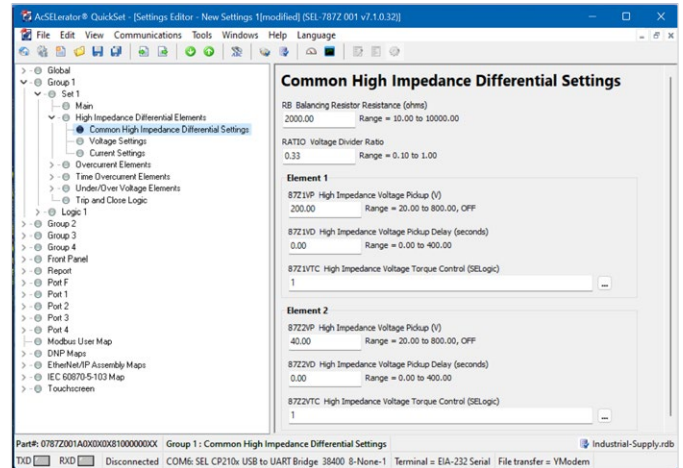 AcSELerator® QuickSet - [Settings Editor - New Settings 1[modified] (SEL-787Z 001 v7.1.0.32)]
File Edit View Communications Tools Windows Help Language
Global
Group 1
Set 1
Main
High Impedance Differential Elements
Common High Impedance Differential Settings
Voltage Settings
Current Settings
Overcurrent Elements
Time Overcurrent Elements
Under/Over Voltage Elements
Trip and Close Logic
Logic 1
Group 2
Group 3
Group 4
Front Panel
Report
Port F
Port 1
Port 2
Port 3
Port 4
Modbus User Map
DNP Maps
EtherNet/IP Assembly Maps
IEC 60870-5-103 Map
Touchscreen
Common High Impedance Differential Settings
RB Balancing Resistor Resistance (ohms)
2000.00 Range = 10.00 to 10000.00
RATIO Voltage Divider Ratio
0.33 Range = 0.10 to 1.00
Element 1
87Z1VP High Impedance Voltage Pickup (V)
200.00 Range = 20.00 to 800.00, OFF
87Z1VD High Impedance Voltage Pickup Delay (seconds)
0.00 Range = 0.00 to 400.00
87Z1VTC High Impedance Voltage Torque Control (SELogic)
1 ...
Element 2
87Z2VP High Impedance Voltage Pickup (V)
40.00 Range = 20.00 to 800.00, OFF
87Z2VD High Impedance Voltage Pickup Delay (seconds)
0.00 Range = 0.00 to 400.00
87Z2VTC High Impedance Voltage Torque Control (SELogic)
1 ...
Part#: 0787Z001A0X0X0X81000000XX Group 1 : Common High Impedance Differential Settings Industrial-Supply.rdb
TXD RXD Disconnected COM6: SEL CP210x USB to UART Bridge 38400 8-None-1 Terminal = EIA-232 Serial File transfer = YModem